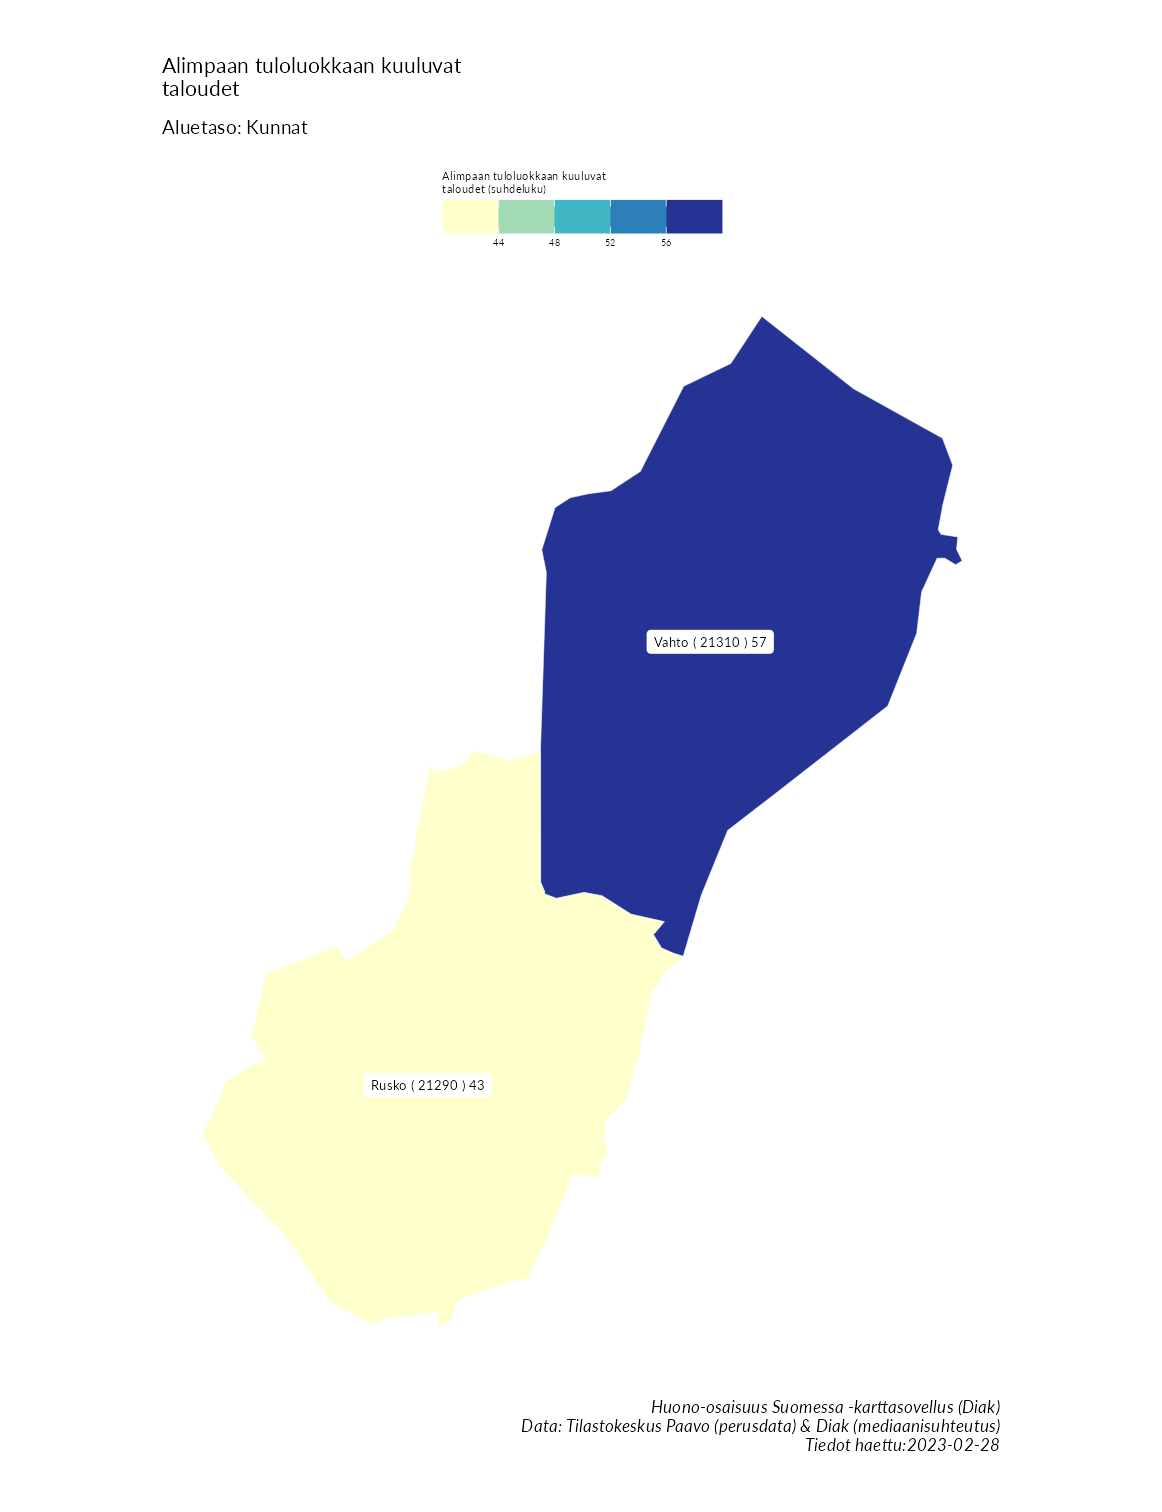 Alimpaan tuloluokkaan kuuluvat
taloudet
Aluetaso: Kunnat
Alimpaan tuloluokkaan kuuluvat
taloudet (suhdeluku)
44 48 52 56
Vahto ( 21310 ) 57
Rusko ( 21290 ) 43
Huono-osaisuus Suomessa -karttasovellus (Diak)
Data: Tilastokeskus Paavo (perusdata) & Diak (mediaanisuhteutus)
Tiedot haettu:2023-02-28